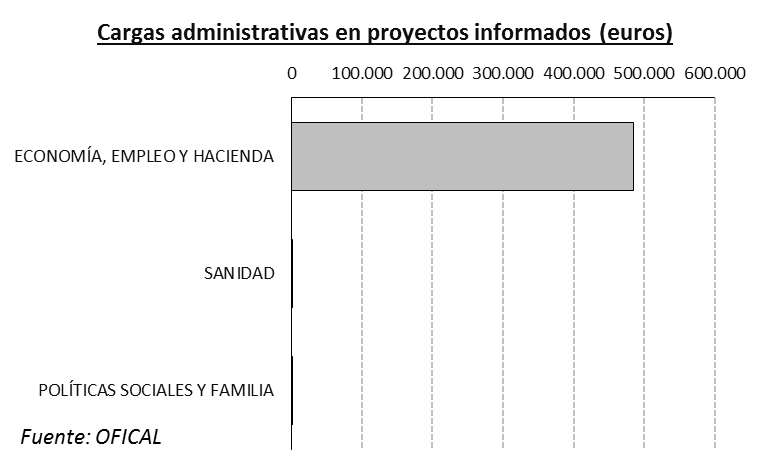 Cargas administrativas en proyectos informados (euros)
0 100.000 200.000 300.000 400.000 500.000 600.000
ECONOMÍA, EMPLEO Y HACIENDA
SANIDAD
POLÍTICAS SOCIALES Y FAMILIA
Fuente: OFICAL